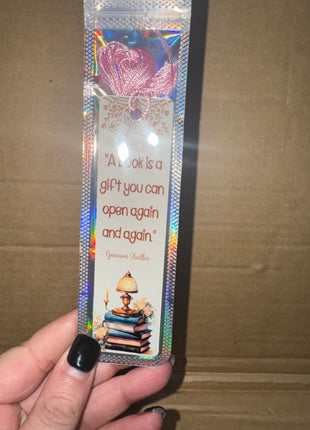 "A book is a
gift you can
open again
and again."
- Garrison Keillor -